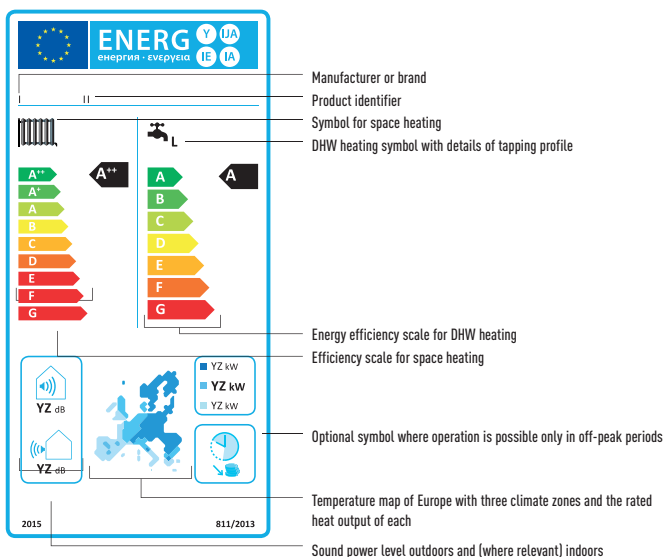 ENERG
енергия · ενεργεια
Y IJA
IE IA
Manufacturer or brand
I II
Product identifier
Symbol for space heating
L
DHW heating symbol with details of tapping profile
A++ A++
A+
A
B
C
D
E
F
G
A A
B
C
D
E
F
G
Energy efficiency scale for DHW heating
Efficiency scale for space heating
YZ dB
YZ dB
YZ kW
YZ kW
YZ kW
Optional symbol where operation is possible only in off-peak periods
Temperature map of Europe with three climate zones and the rated
heat output of each
2015 811/2013
Sound power level outdoors and (where relevant) indoors